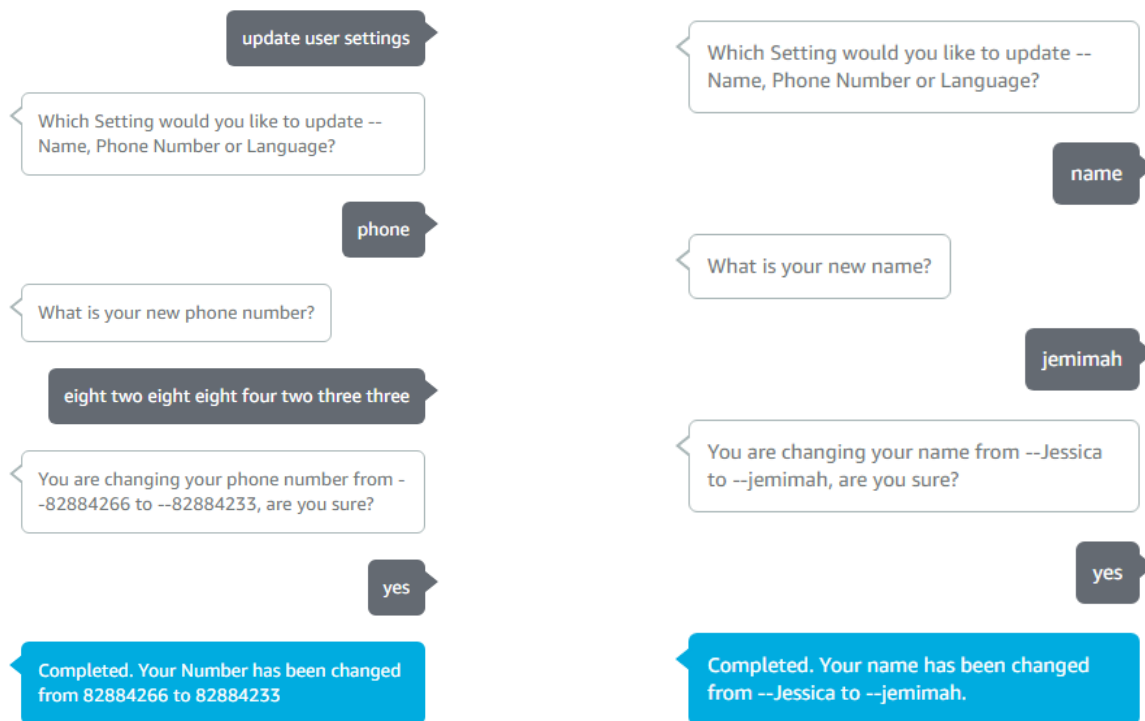 update user settings
Which Setting would you like to update --
Name, Phone Number or Language?
phone
What is your new phone number?
eight two eight eight four two three three
You are changing your phone number from -
-82884266 to --82884233, are you sure?
yes
Completed. Your Number has been changed
from 82884266 to 82884233
Which Setting would you like to update --
Name, Phone Number or Language?
name
What is your new name?
jemimah
You are changing your name from --Jessica
to --jemimah, are you sure?
yes
Completed. Your name has been changed
from --Jessica to --jemimah.